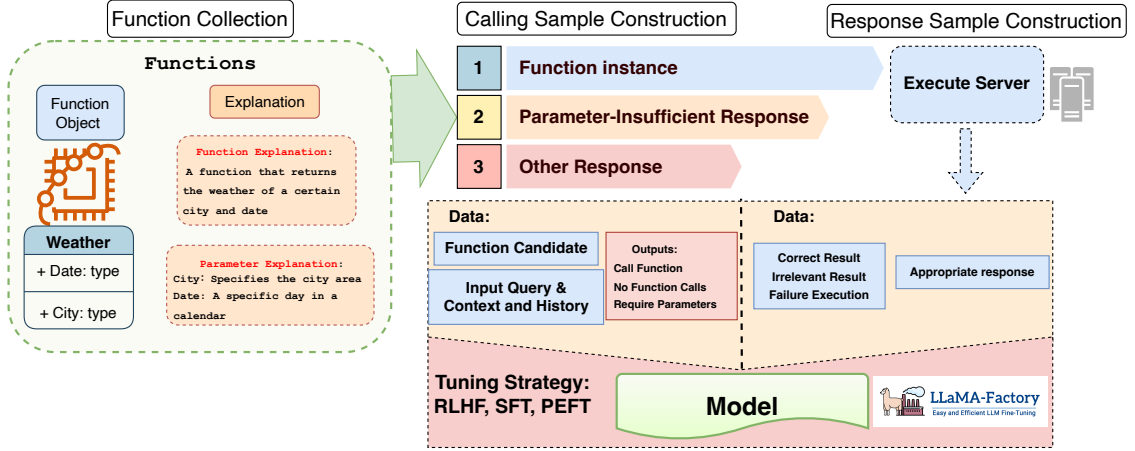 Function Collection
Functions
Function
Object
Explanation
Function Explanation:
A function that returns
the weather of a certain
city and date
Weather
+ Date: type
+ City: type
Parameter Explanation:
City: Specifies the city area
Date: A specific day in a
calendar
Calling Sample Construction
1 Function instance
2 Parameter-Insufficient Response
3 Other Response
Response Sample Construction
Execute Server
Data:
Function Candidate
Input Query &
Context and History
Outputs:
Call Function
No Function Calls
Require Parameters
Data:
Correct Result
Irrelevant Result
Failure Execution
Appropriate response
Tuning Strategy:
RLHF, SFT, PEFT
Model
LLaMA-Factory
Easy and Efficient LLM Fine-Tuning